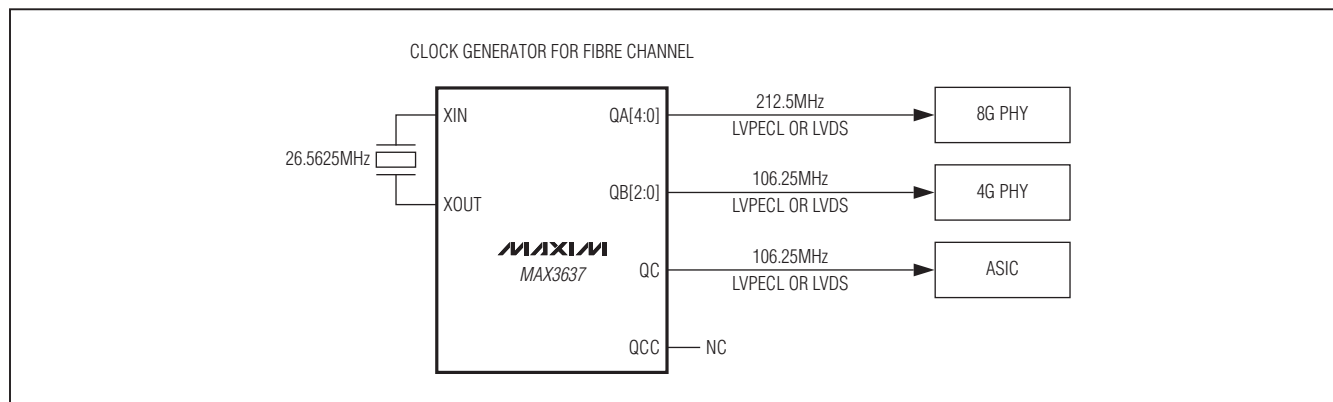 CLOCK GENERATOR FOR FIBRE CHANNEL
XIN
QA[4:0]
212.5MHz
LVPECL OR LVDS
8G PHY
26.5625MHz
XOUT
QB[2:0]
106.25MHz
LVPECL OR LVDS
4G PHY
MAXIM
MAX3637
QC
106.25MHz
LVPECL OR LVDS
ASIC
QCC
NC